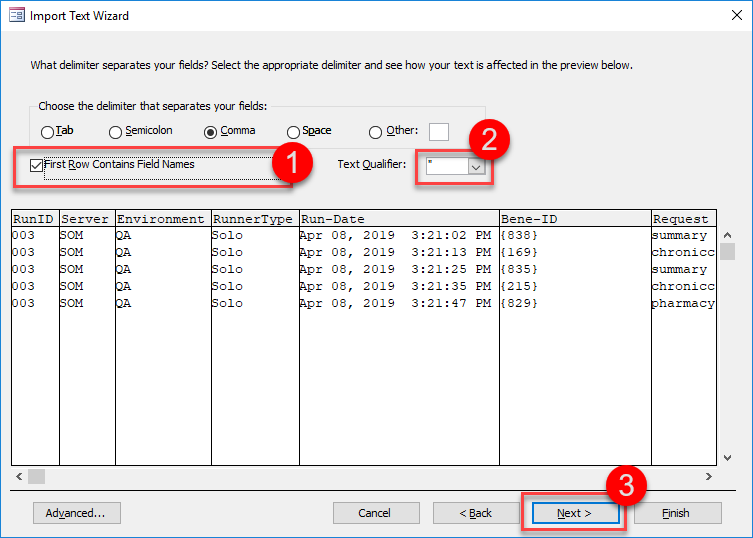 Import Text Wizard
What delimiter separates your fields? Select the appropriate delimiter and see how your text is affected in the preview below.
Choose the delimiter that separates your fields:
Tab Semicolon Comma Space Other:
First Row Contains Field Names 1 Text Qualifier: " 2
RunID Server Environment RunnerType Run-Date Bene-ID Request
003 SOM QA Solo Apr 08, 2019 3:21:02 PM {838} summary
003 SOM QA Solo Apr 08, 2019 3:21:13 PM {169} chronicc
003 SOM QA Solo Apr 08, 2019 3:21:25 PM {835} summary
003 SOM QA Solo Apr 08, 2019 3:21:35 PM {215} chronicc
003 SOM QA Solo Apr 08, 2019 3:21:47 PM {829} pharmacy
3
Advanced... Cancel < Back Next > Finish